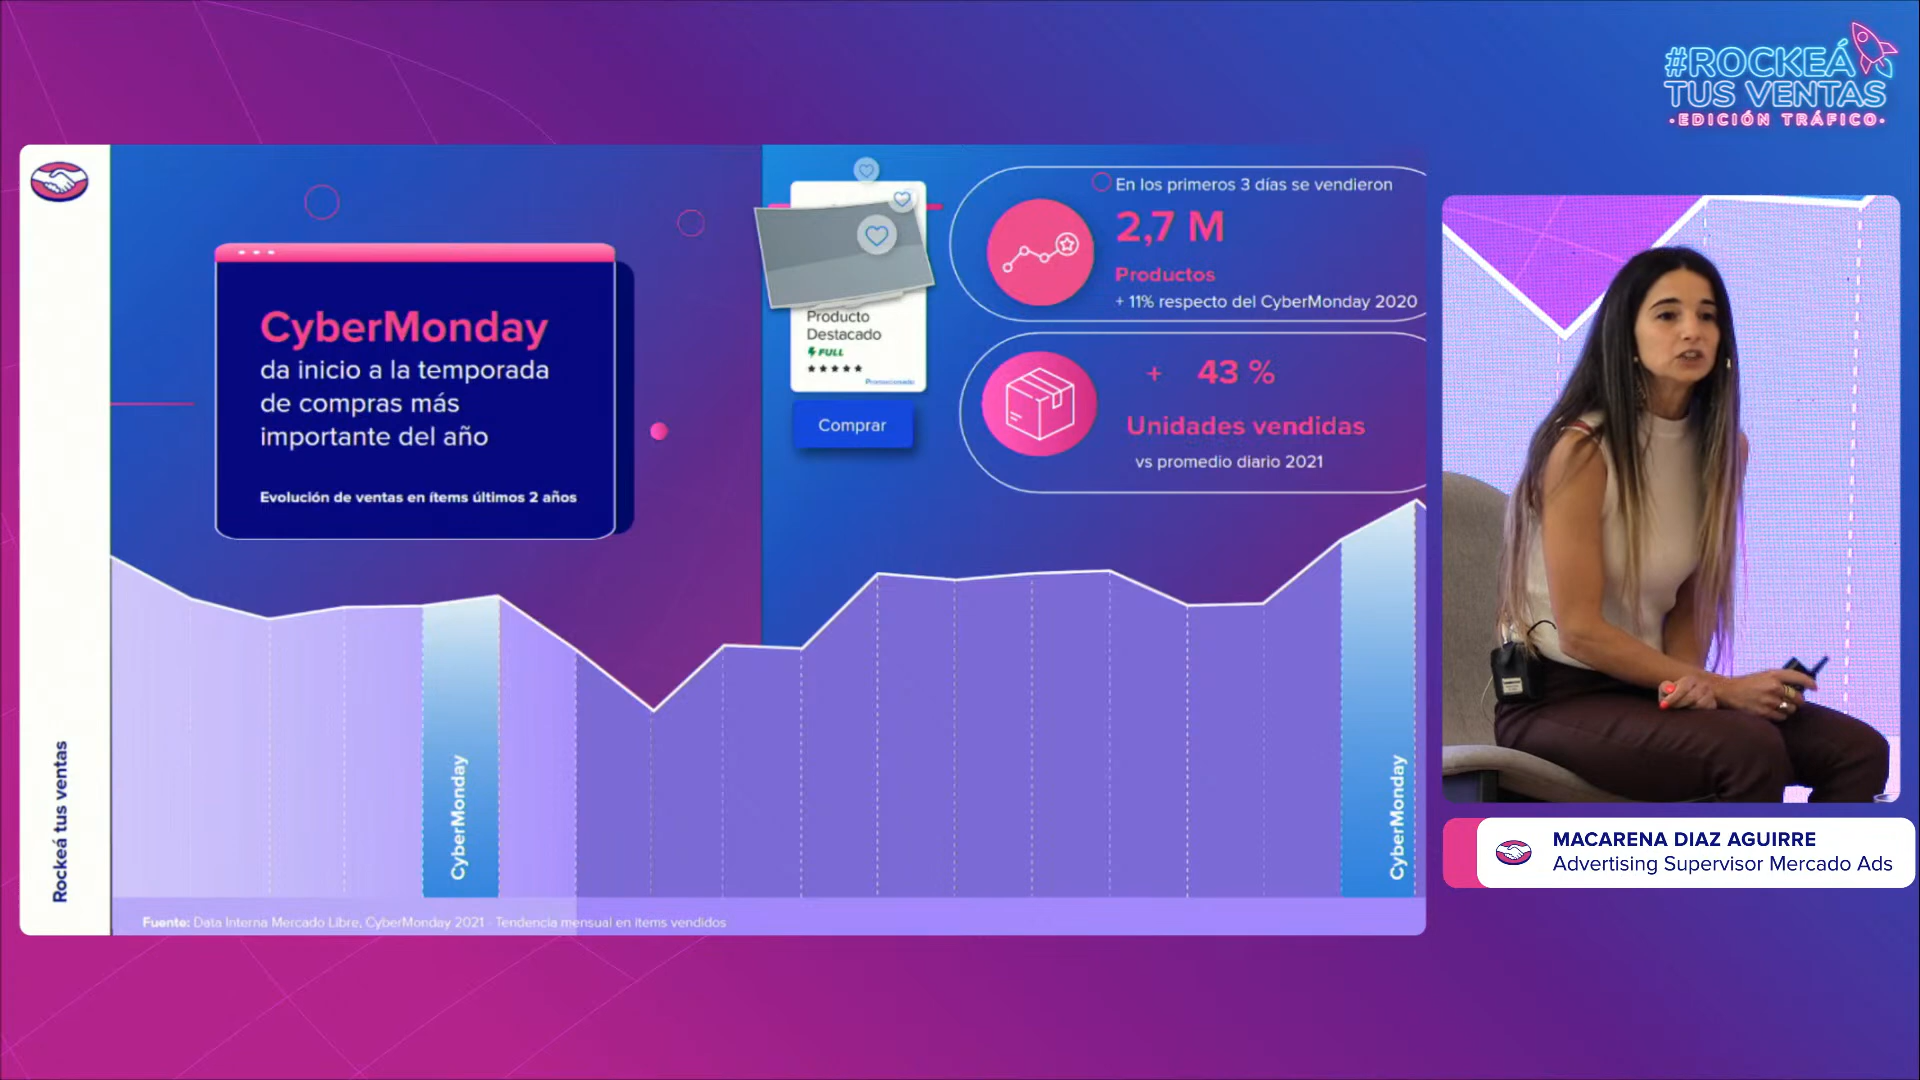 #ROCKEÁ
TUS VENTAS
•EDICIÓN TRÁFICO•
Rockeá tus ventas
CyberMonday
da inicio a la temporada
de compras más
importante del año
Evolución de ventas en ítems últimos 2 años
Producto
Destacado
FULL
Promocionado
Comprar
En los primeros 3 días se vendieron
2,7 M
Productos
+ 11% respecto del CyberMonday 2020
+ 43 %
Unidades vendidas
vs promedio diario 2021
CyberMonday
CyberMonday
Fuente: Data Interna Mercado Libre, CyberMonday 2021 - Tendencia mensual en ítems vendidos
MACARENA DIAZ AGUIRRE
Advertising Supervisor Mercado Ads